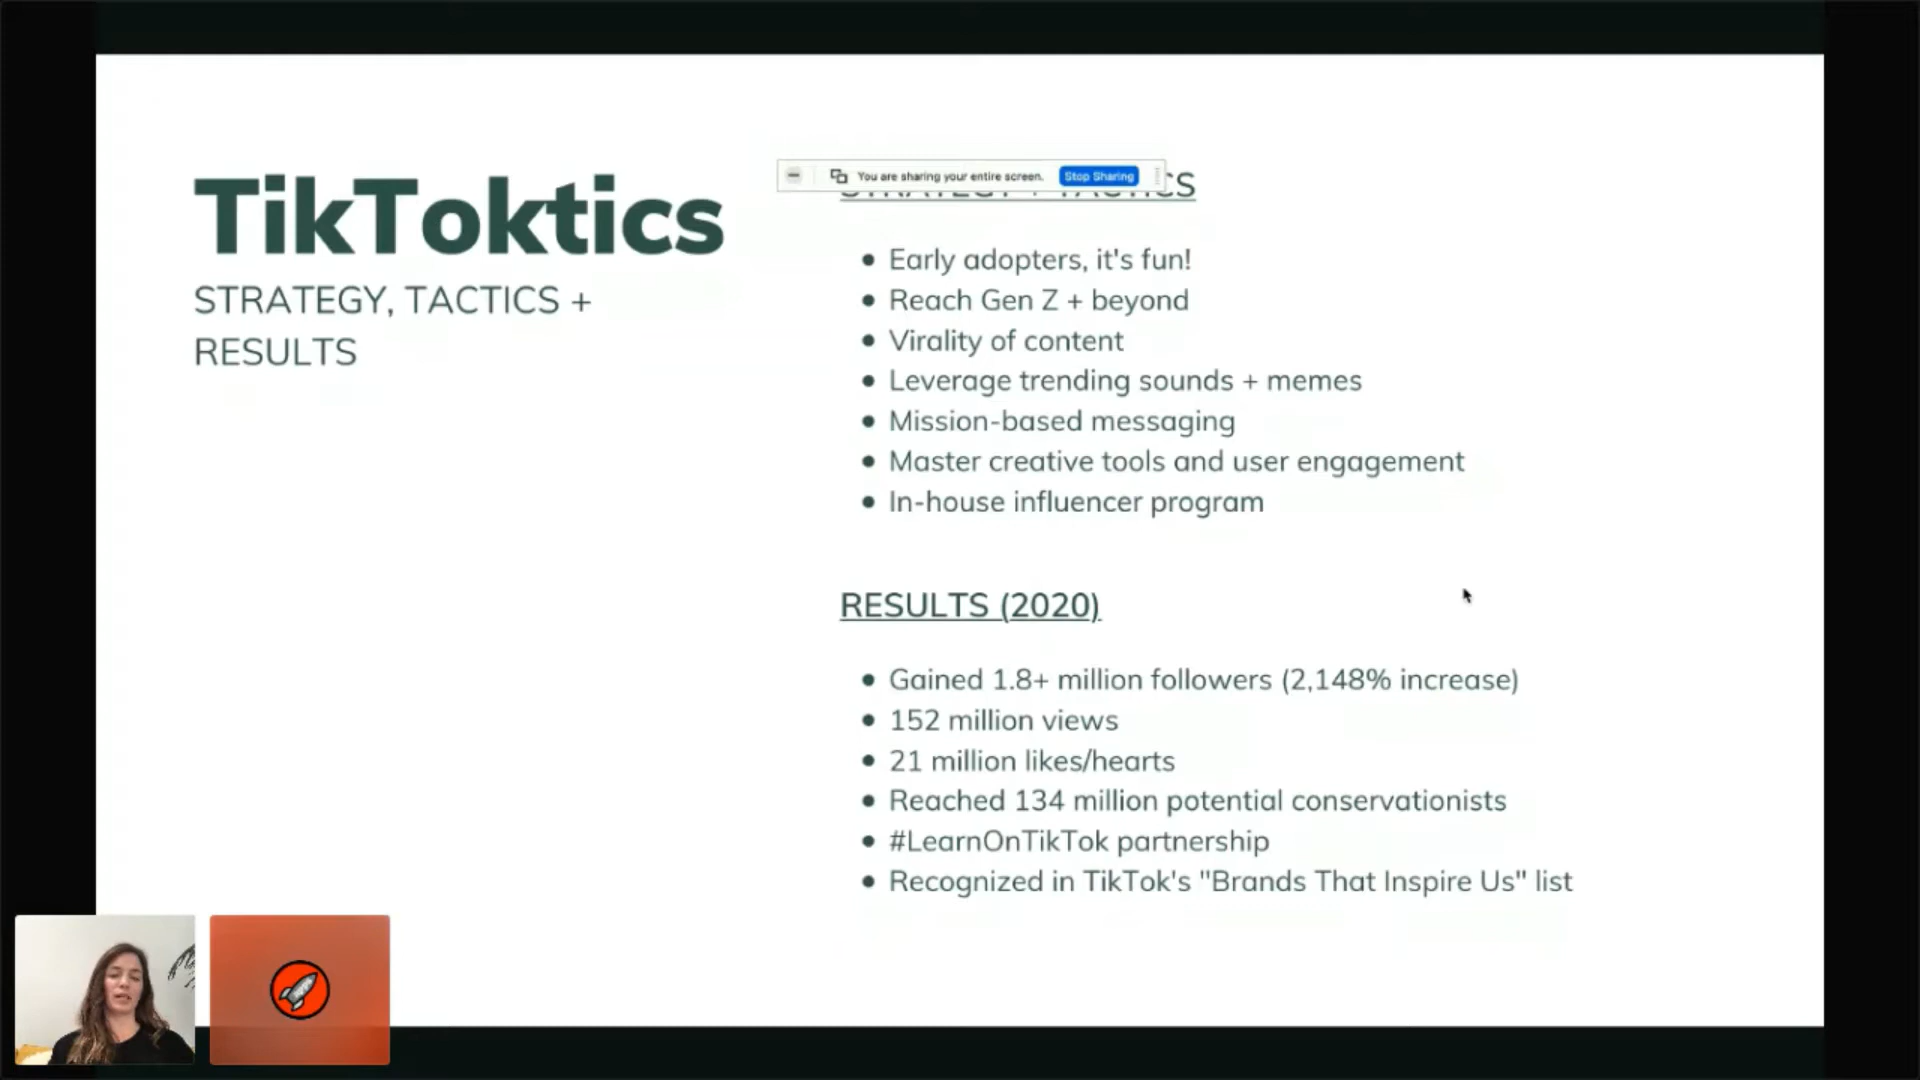 TikToktics
STRATEGY, TACTICS +
RESULTS
You are sharing your entire screen. Stop Sharing
STRATEGY + TACTICS
Early adopters, it's fun!
Reach Gen Z + beyond
Virality of content
Leverage trending sounds + memes
Mission-based messaging
Master creative tools and user engagement
In-house influencer program
RESULTS (2020)
Gained 1.8+ million followers (2,148% increase)
152 million views
21 million likes/hearts
Reached 134 million potential conservationists
#LearnOnTikTok partnership
Recognized in TikTok's "Brands That Inspire Us" list